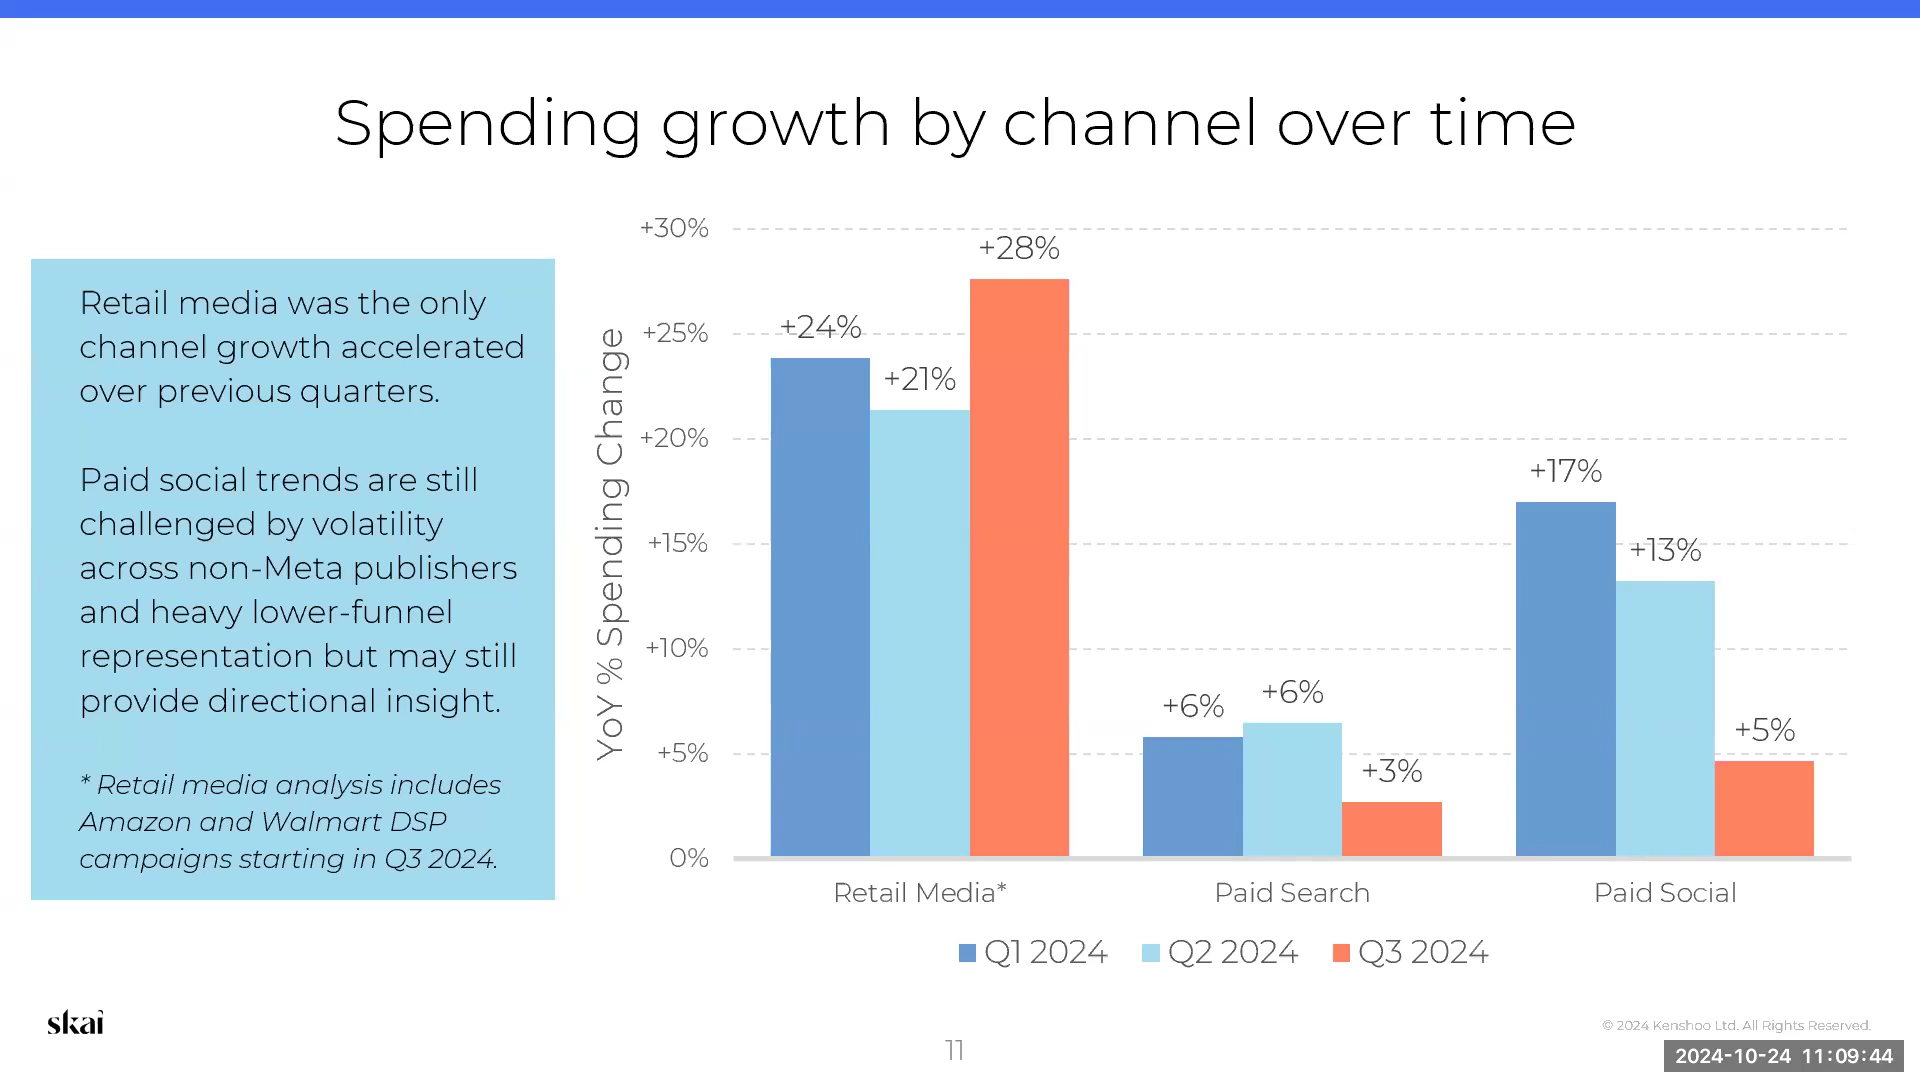 Spending growth by channel over time
Retail media was the only
channel growth accelerated
over previous quarters.
Paid social trends are still
challenged by volatility
across non-Meta publishers
and heavy lower-funnel
representation but may still
provide directional insight.
* Retail media analysis includes
Amazon and Walmart DSP
campaigns starting in Q3 2024.
YoY % Spending Change
+30%
+25%
+20%
+15%
+10%
+5%
0%
+24%
+21%
+28%
+6%
+6%
+3%
+17%
+13%
+5%
Retail Media*
Paid Search
Paid Social
Q1 2024
Q2 2024
Q3 2024
skai
11
© 2024 Kenshoo Ltd. All Rights Reserved.
2024-10-24 11:09:44